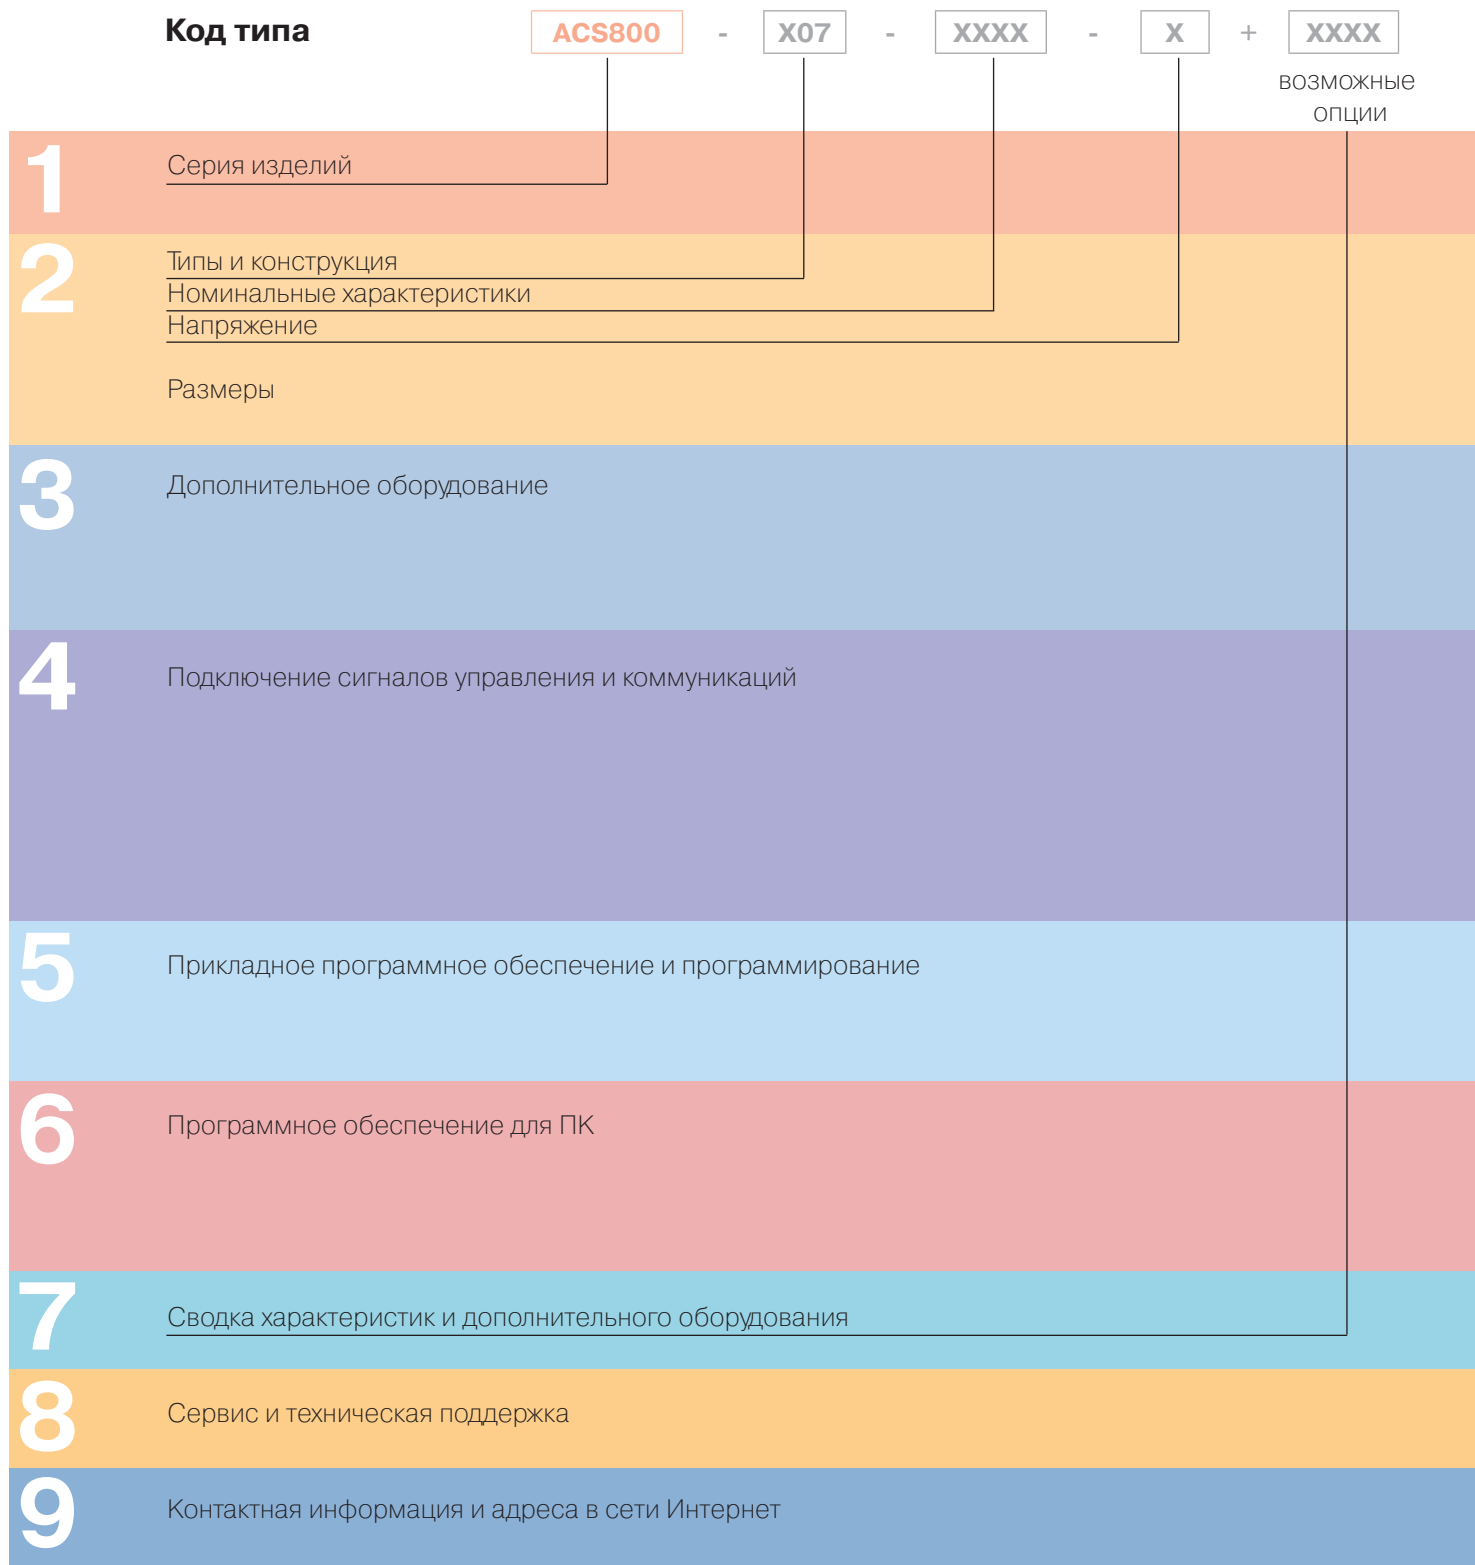 Код типа ACS800 - X07 - XXXX - X + XXXX
возможные
опции
1 Серия изделий
2 Типы и конструкция
Номинальные характеристики
Напряжение
Размеры
3 Дополнительное оборудование
4 Подключение сигналов управления и коммуникаций
5 Прикладное программное обеспечение и программирование
6 Программное обеспечение для ПК
7 Сводка характеристик и дополнительного оборудования
8 Сервис и техническая поддержка
9 Контактная информация и адреса в сети Интернет